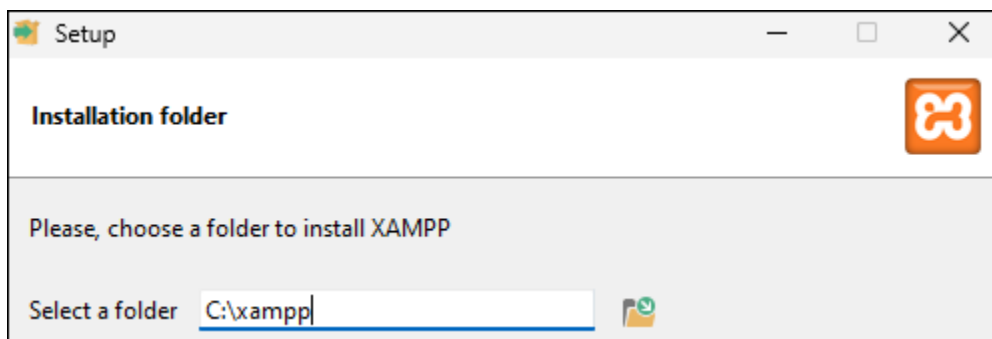 Setup
Installation folder
Please, choose a folder to install XAMPP
Select a folder C:\xampp